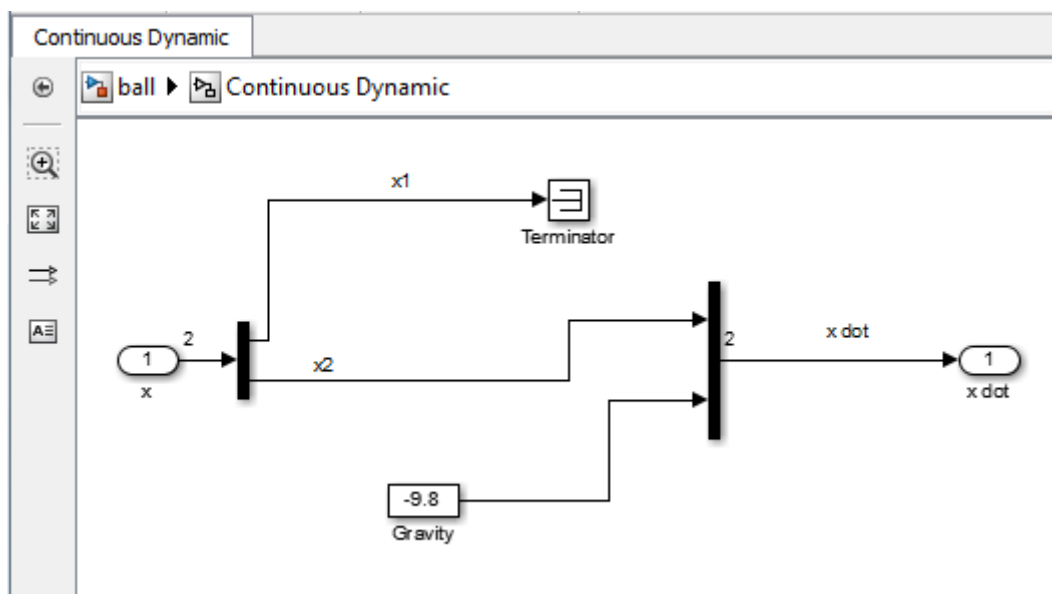 Continuous Dynamic
ball Continuous Dynamic
x1
Terminator
2
1
x
x2
2
x dot
1
x dot
-9.8
Gravity
A